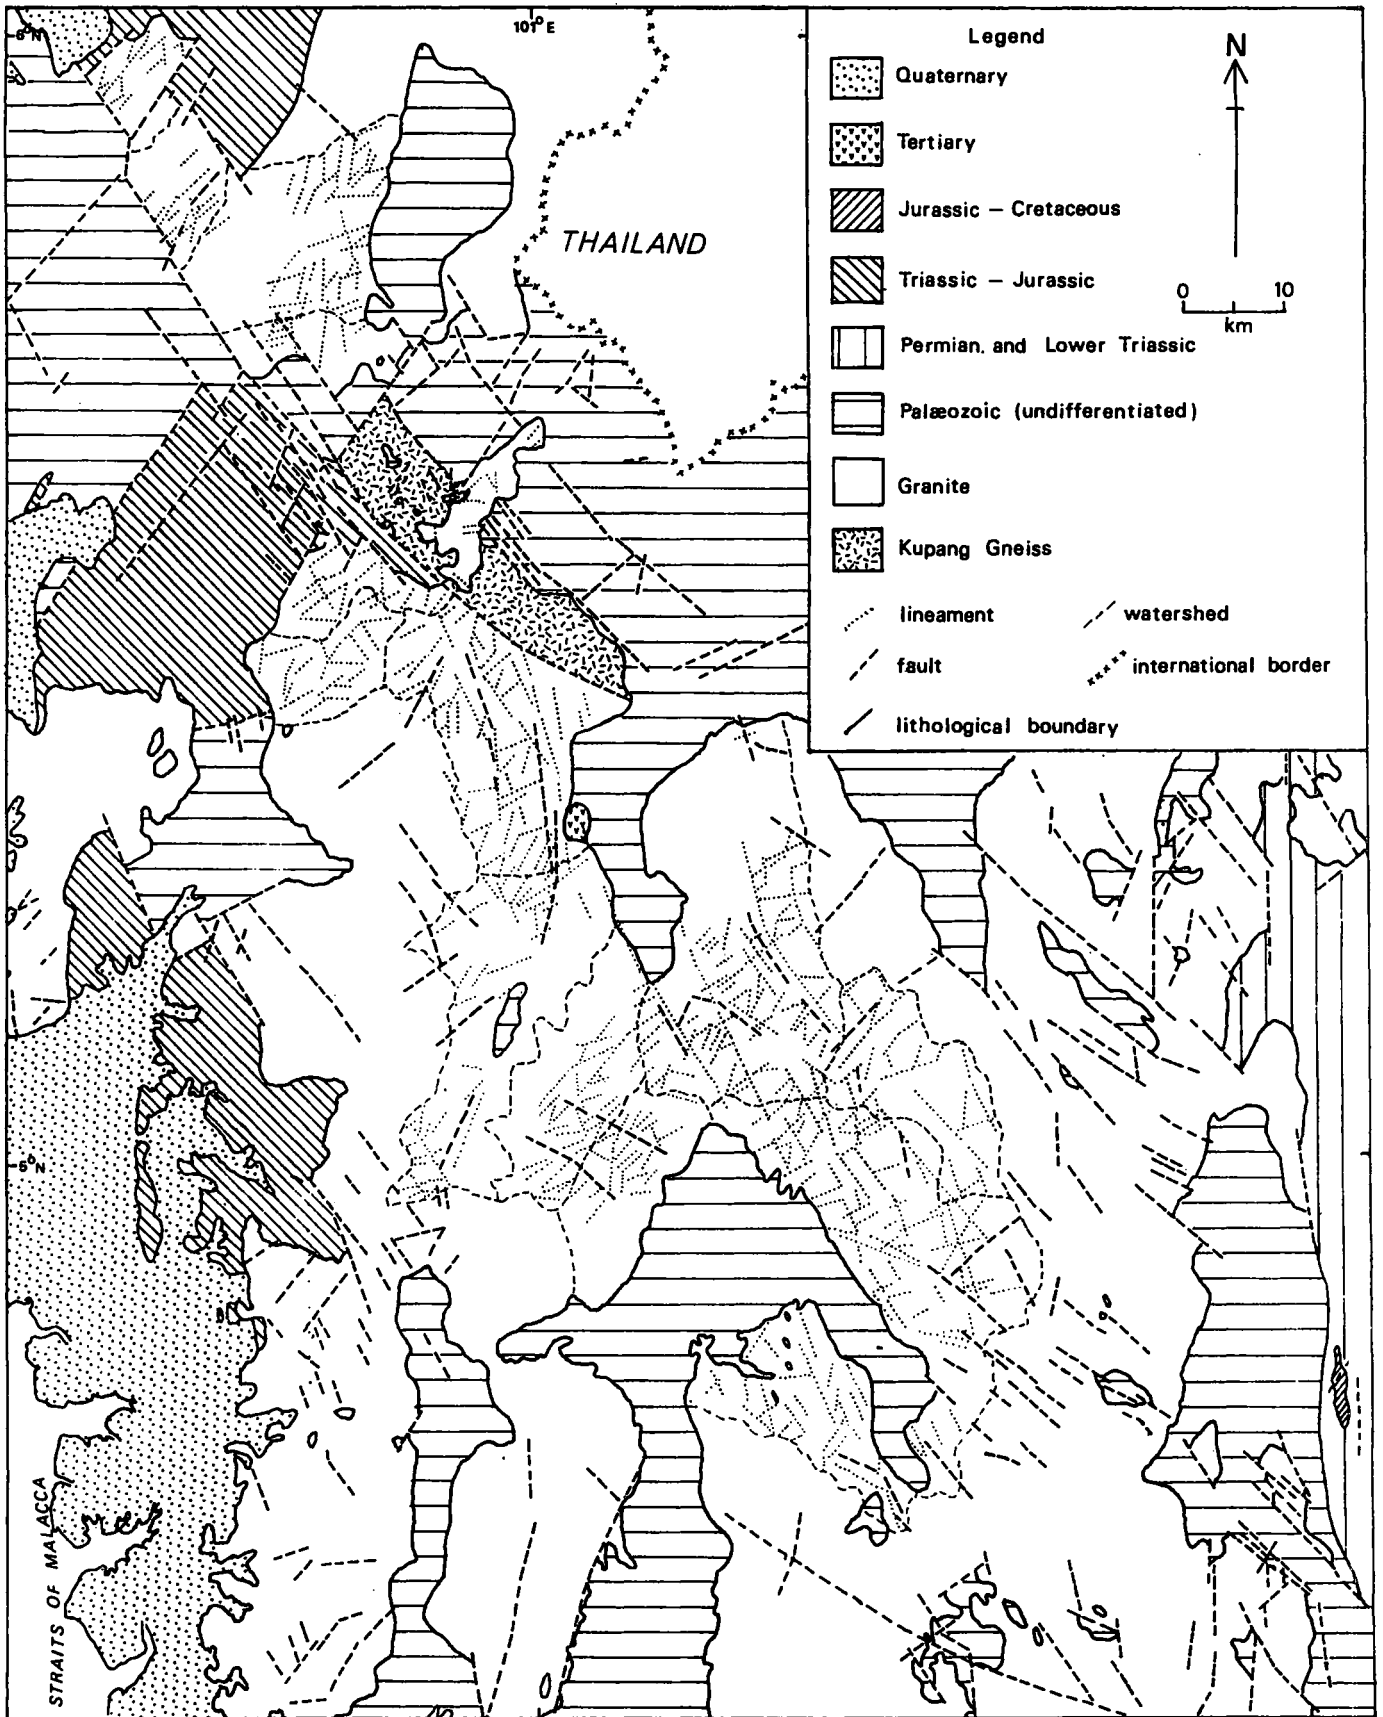 6°N
101°E
THAILAND
Legend
N
Quaternary
Tertiary
Jurassic – Cretaceous
Triassic – Jurassic
0 10
km
Permian. and Lower Triassic
Palæozoic (undifferentiated)
Granite
Kupang Gneiss
lineament
watershed
fault
international border
lithological boundary
5°N
STRAITS OF MALACCA